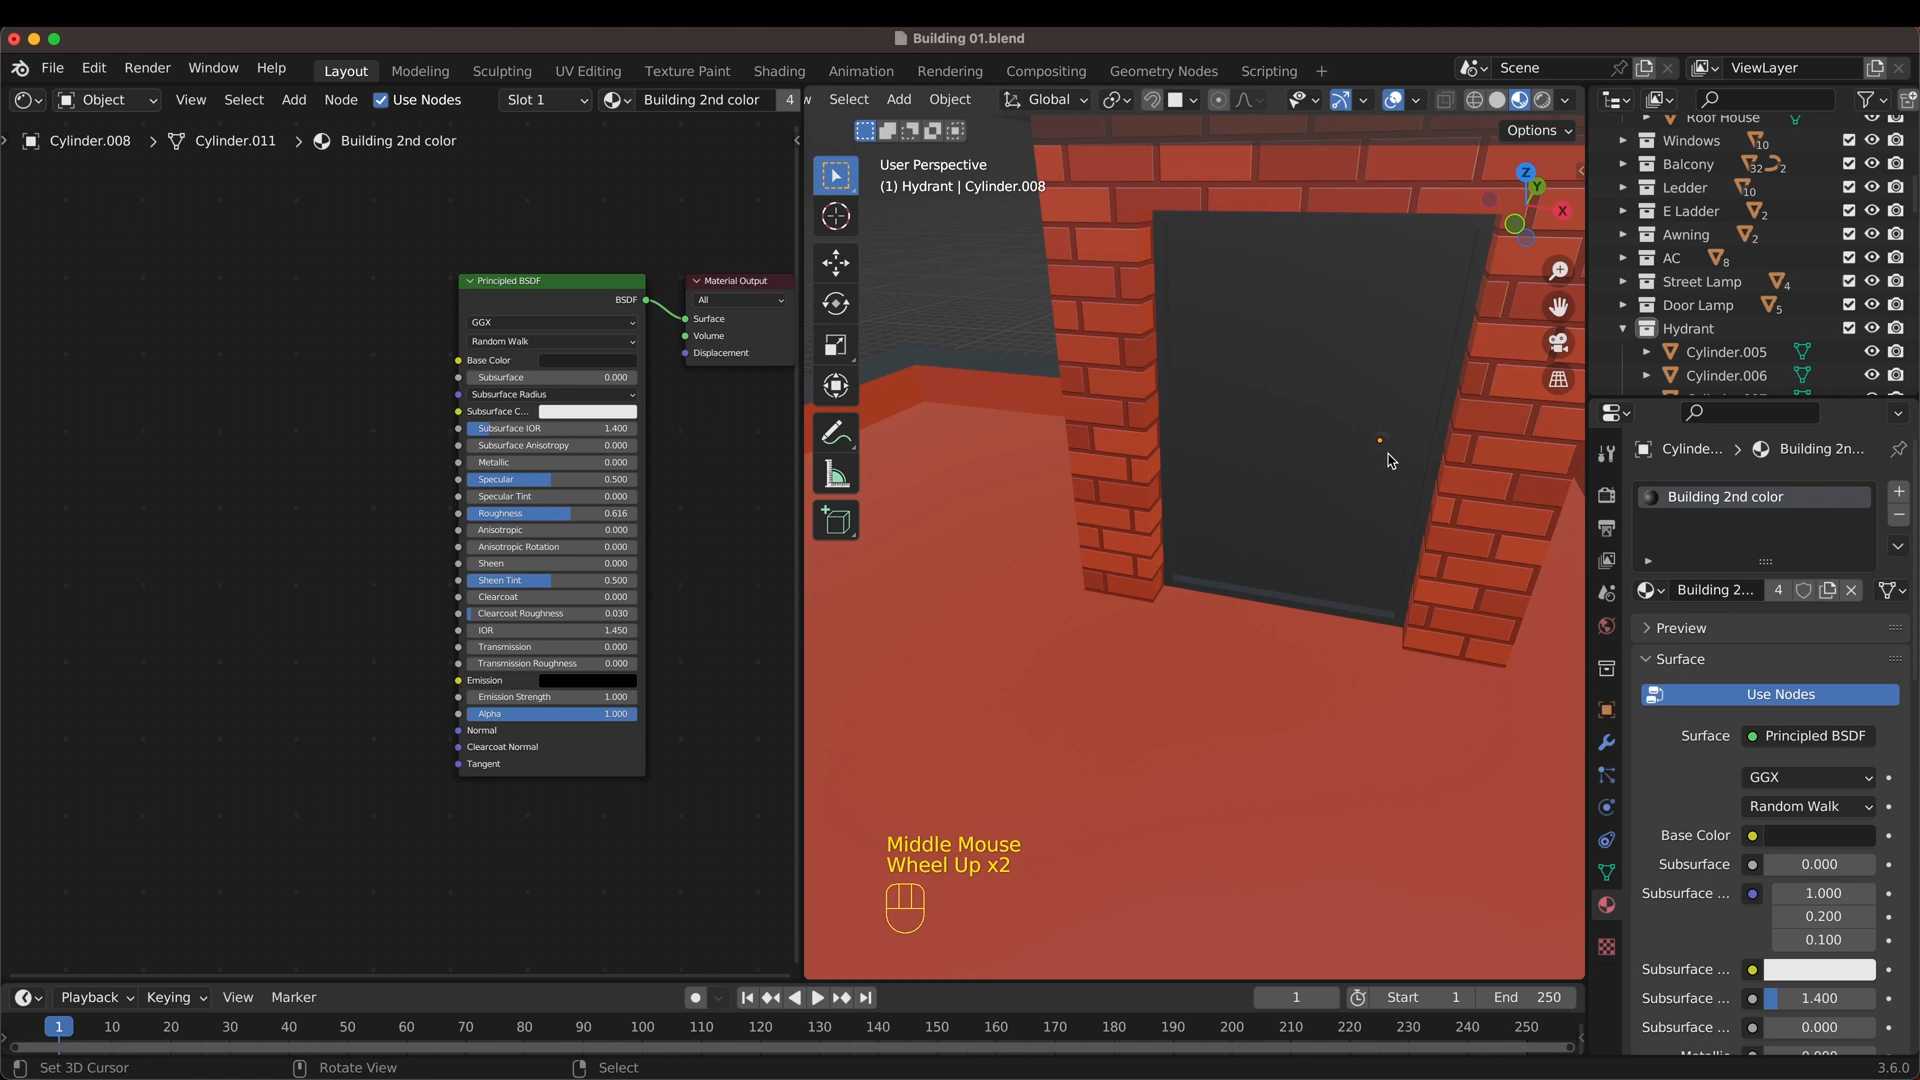 Building 01.blend
File Edit Render Window Help
Layout Modeling Sculpting UV Editing Texture Paint Shading Animation Rendering Compositing Geometry Nodes Scripting +
Scene
ViewLayer
Object View Select Add Node Use Nodes Slot 1 Building 2nd color 4
Select Add Object Global
Options
Cylinder.008 > Cylinder.011 > Building 2nd color
User Perspective
(1) Hydrant | Cylinder.008
Z
Y
X
Principled BSDF
BSDF
GGX
Random Walk
Base Color
Subsurface 0.000
Subsurface Radius
Subsurface C...
Subsurface IOR 1.400
Subsurface Anisotropy 0.000
Metallic 0.000
Specular 0.500
Specular Tint 0.000
Roughness 0.616
Anisotropic 0.000
Anisotropic Rotation 0.000
Sheen 0.000
Sheen Tint 0.500
Clearcoat 0.000
Clearcoat Roughness 0.030
IOR 1.450
Transmission 0.000
Transmission Roughness 0.000
Emission
Emission Strength 1.000
Alpha 1.000
Normal
Clearcoat Normal
Tangent
Material Output
All
Surface
Volume
Displacement
Middle Mouse
Wheel Up x2
Roof House
Windows 10
Balcony 32 2
Ledder 10
E Ladder 2
Awning 2
AC 8
Street Lamp 4
Door Lamp 5
Hydrant
Cylinder.005
Cylinder.006
Cylinde... > Building 2n...
Building 2nd color
Building 2... 4
Preview
Surface
Use Nodes
Surface Principled BSDF
GGX
Random Walk
Base Color
Subsurface 0.000
Subsurface ... 1.000
0.200
0.100
Subsurface ...
Subsurface ... 1.400
Subsurface ... 0.000
Metallic 0.000
Playback Keying View Marker
1 Start 1 End 250
1 10 20 30 40 50 60 70 80 90 100 110 120 130 140 150 160 170 180 190 200 210 220 230 240 250
Set 3D Cursor Rotate View Select 3.6.0